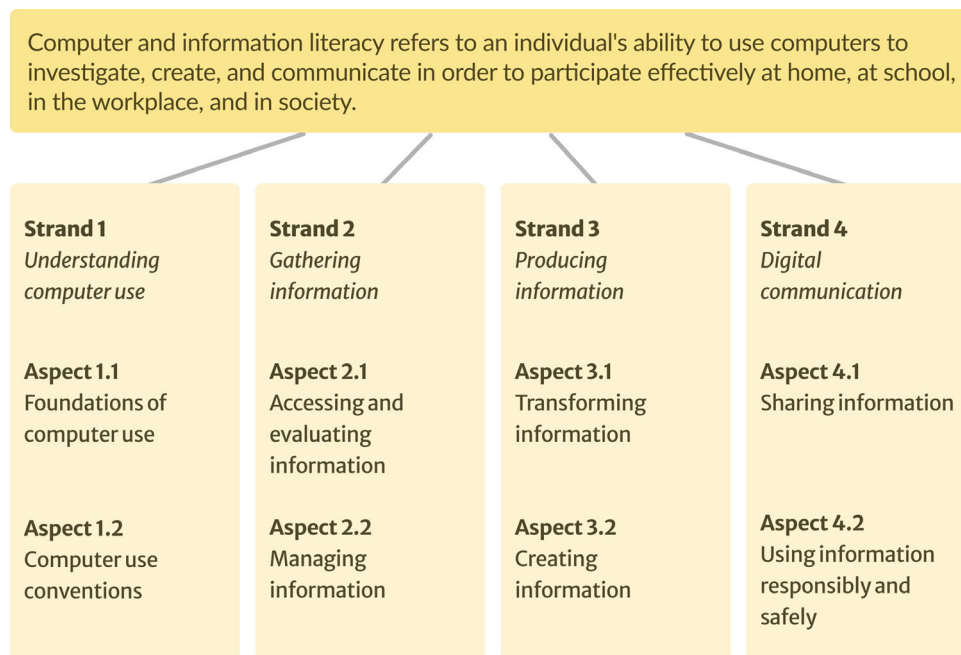 Computer and information literacy refers to an individual's ability to use computers to
investigate, create, and communicate in order to participate effectively at home, at school,
in the workplace, and in society.
Strand 1
Understanding
computer use
Aspect 1.1
Foundations of
computer use
Aspect 1.2
Computer use
conventions
Strand 2
Gathering
information
Aspect 2.1
Accessing and
evaluating
information
Aspect 2.2
Managing
information
Strand 3
Producing
information
Aspect 3.1
Transforming
information
Aspect 3.2
Creating
information
Strand 4
Digital
communication
Aspect 4.1
Sharing information
Aspect 4.2
Using information
responsibly and
safely